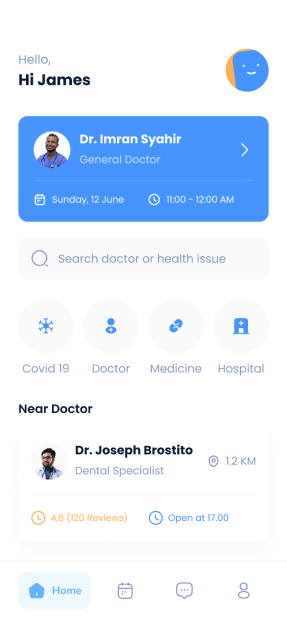 Hello,
Hi James
Dr. Imran Syahir
General Doctor
Sunday, 12 June
11:00 - 12:00 AM
Search doctor or health issue
Covid 19
Doctor
Medicine
Hospital
Near Doctor
Dr. Joseph Brostito
Dental Specialist
1.2 KM
4,8 (120 Reviews)
Open at 17.00
Home